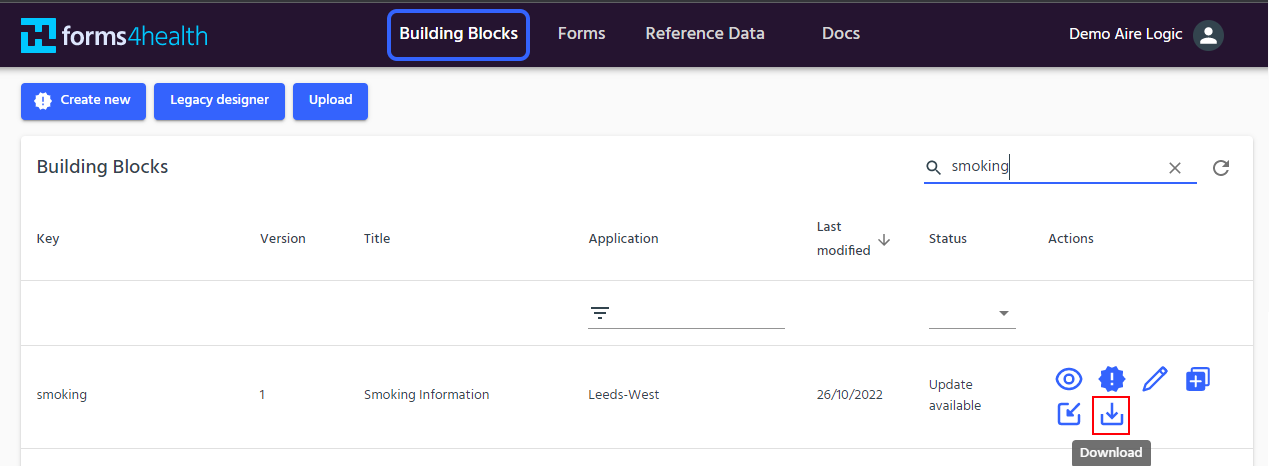 forms4health
Building Blocks Forms Reference Data Docs Demo Aire Logic
Create new Legacy designer Upload
Building Blocks smoking
Key Version Title Application Last modified Status Actions
smoking 1 Smoking Information Leeds-West 26/10/2022 Update available
Download